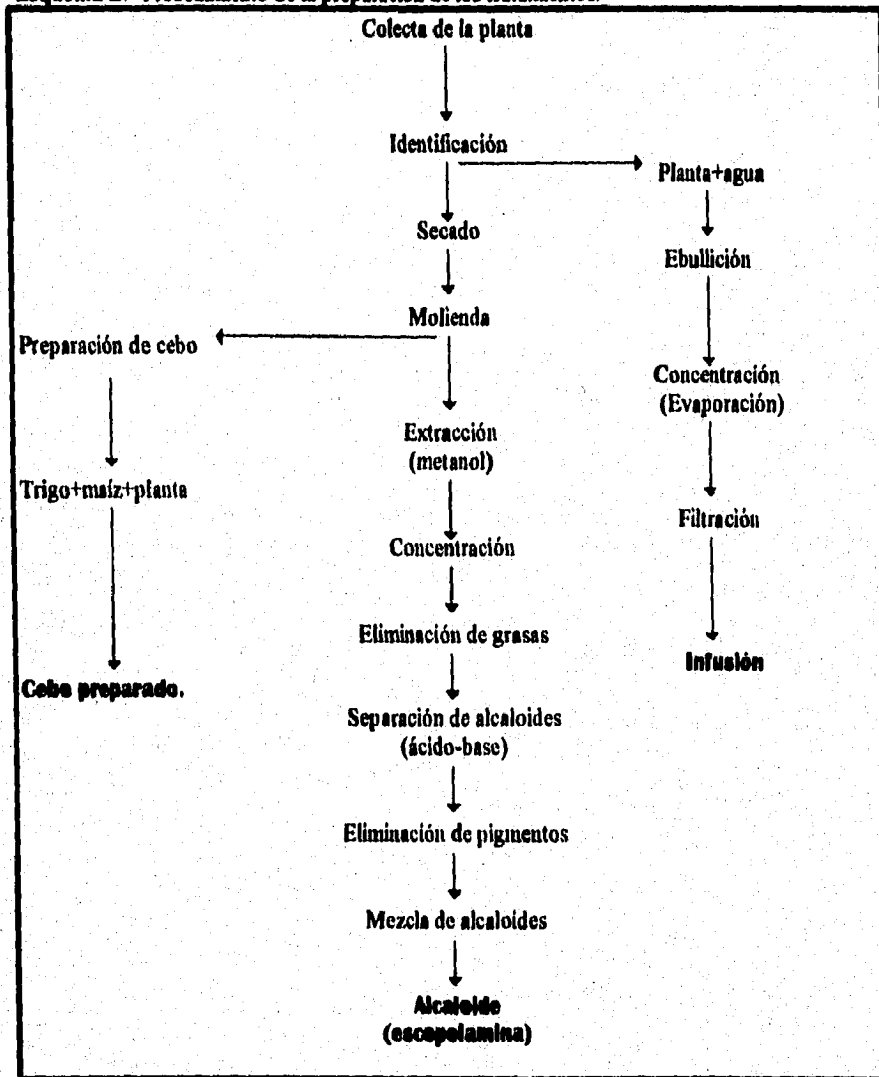 Colecta de la planta
Identificación
Planta+agua
Secado
Ebullición
Molienda
Preparación de cebo
Concentración
(Evaporación)
Extracción
(metanol)
Trigo+maíz+planta
Filtración
Concentración
Eliminación de grasas
Infusión
Cebo preparado.
Separación de alcaloides
(ácido-base)
Eliminación de pigmentos
Mezcla de alcaloides
Alcaloide
(escopolamina)